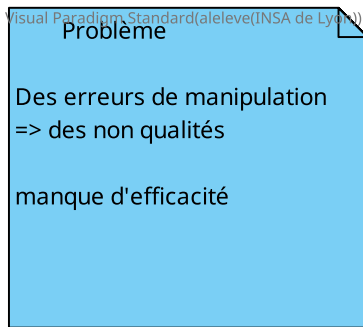 Visual Paradigm Standard(aleleve(INSA de Lyon))
Problème
Des erreurs de manipulation
=> des non qualités
manque d'efficacité